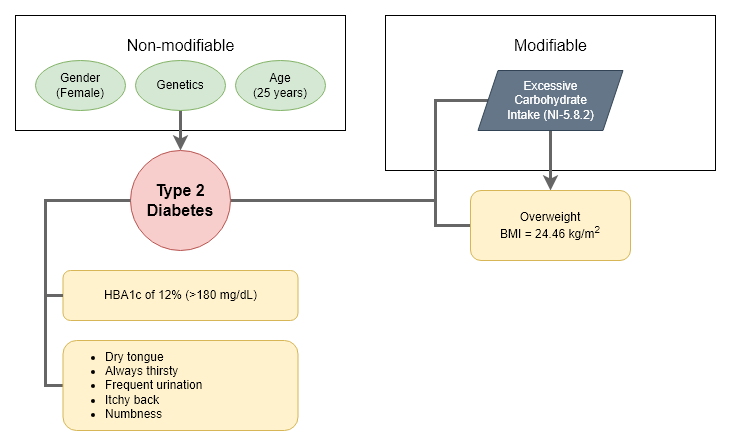 Non-modifiable
Gender
(Female)
Genetics
Age
(25 years)
Modifiable
Excessive
Carbohydrate
Intake (NI-5.8.2)
Type 2
Diabetes
Overweight
BMI = 24.46 kg/m²
HBA1c of 12% (>180 mg/dL)
• Dry tongue
• Always thirsty
• Frequent urination
• Itchy back
• Numbness